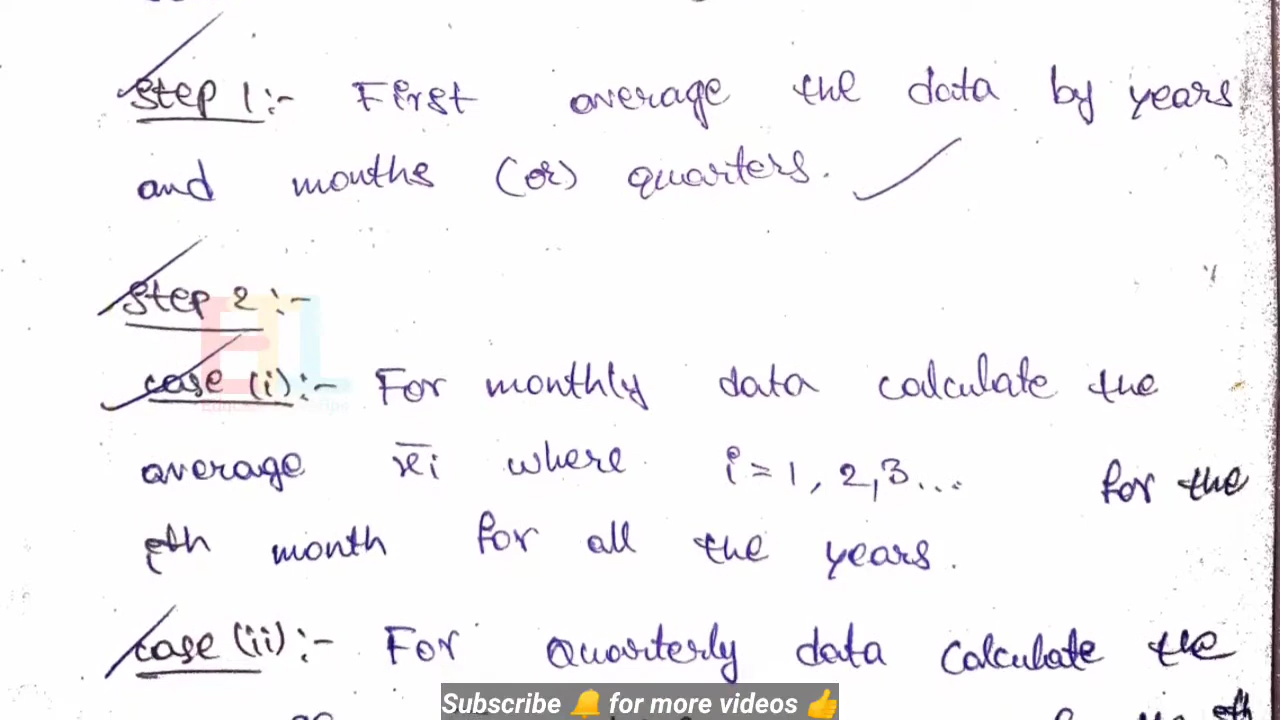 Step 1:- First average the data by years
and months (or) quarters.
Step 2:-
case (i):- For monthly data calculate the
average x̅i where i = 1, 2, 3... for the
ith month for all the years.
case (ii):- For Quarterly data calculate the
Subscribe 🔔 for more videos 👍